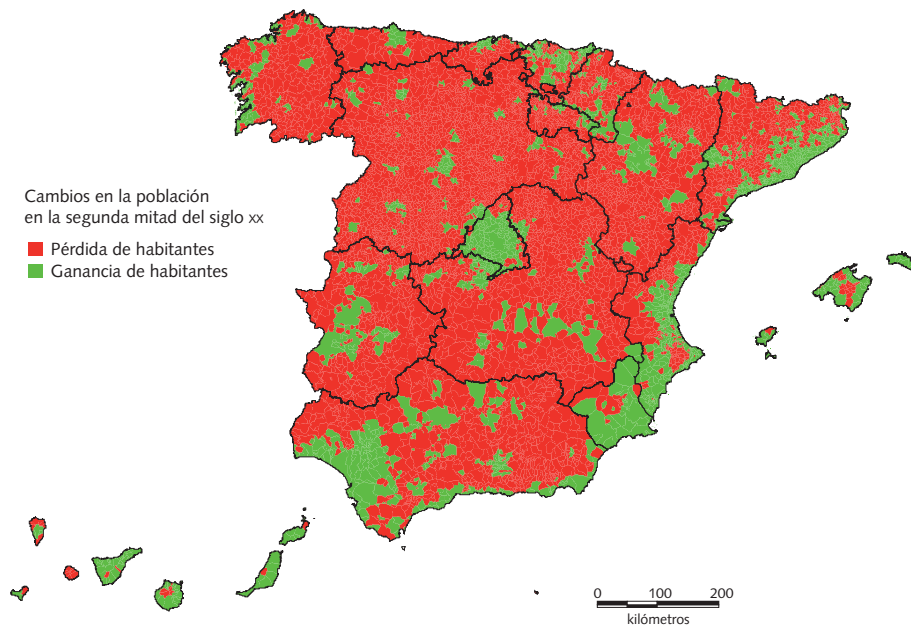 Cambios en la población
en la segunda mitad del siglo xx
Pérdida de habitantes
Ganancia de habitantes
0 100 200
kilómetros